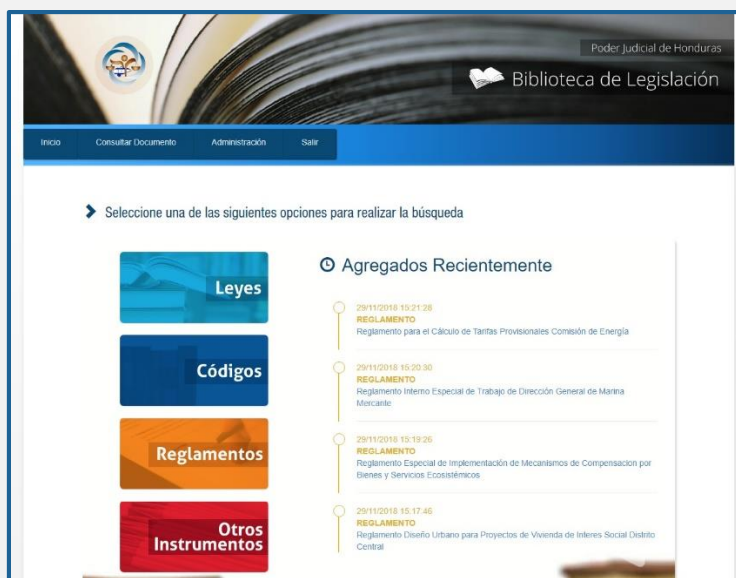 Poder Judicial de Honduras
Biblioteca de Legislación
Inicio Consultar Documento Administración Salir
Seleccione una de las siguientes opciones para realizar la búsqueda
Leyes
Códigos
Reglamentos
Otros
Instrumentos
Agregados Recientemente
29/11/2018 15:21:28
REGLAMENTO
Reglamento para el Cálculo de Tarifas Provisionales Comisión de Energía
29/11/2018 15:20:30
REGLAMENTO
Reglamento Interno Especial de Trabajo de Dirección General de Marina
Mercante
29/11/2018 15:19:26
REGLAMENTO
Reglamento Especial de Implementación de Mecanismos de Compensacion por
Bienes y Servicios Ecosistémicos
29/11/2018 15:17:46
REGLAMENTO
Reglamento Diseño Urbano para Proyectos de Vivienda de Interes Social Distrito
Central